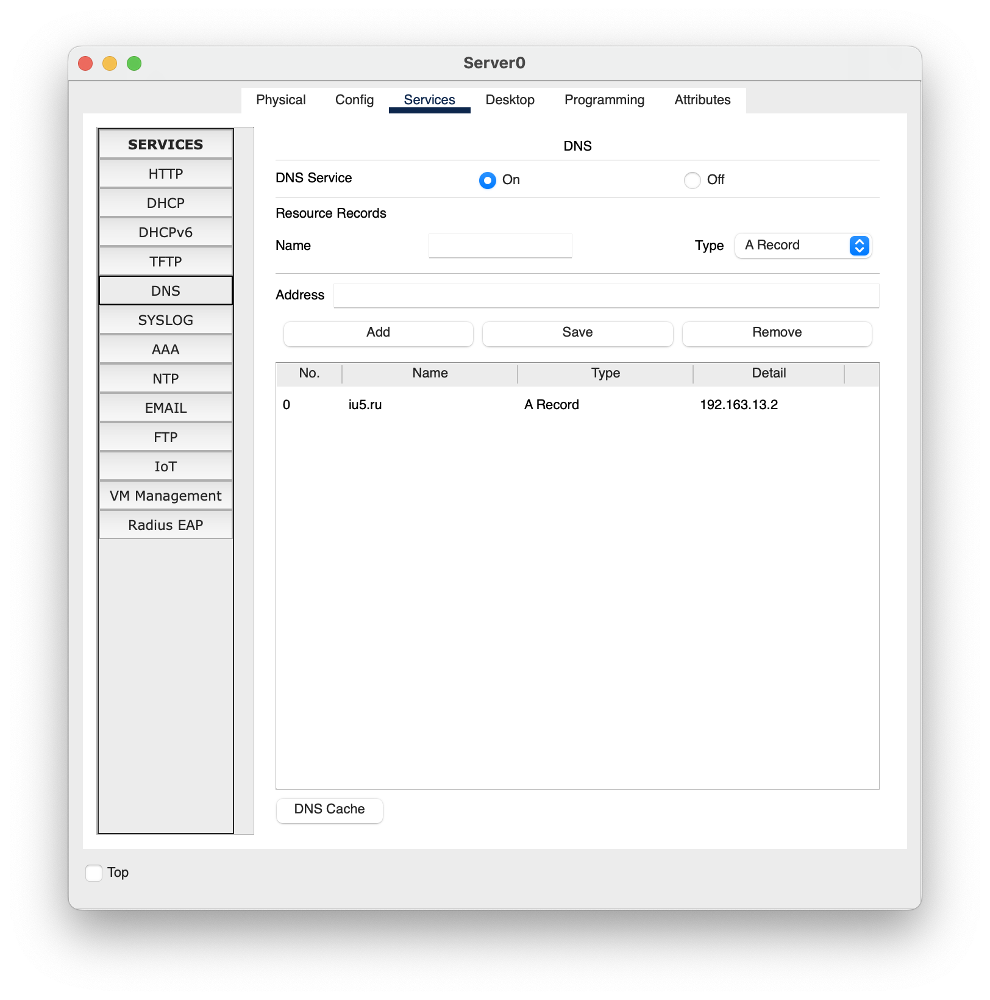 Server0
Physical Config Services Desktop Programming Attributes
SERVICES
HTTP
DHCP
DHCPv6
TFTP
DNS
SYSLOG
AAA
NTP
EMAIL
FTP
IoT
VM Management
Radius EAP
DNS
DNS Service On Off
Resource Records
Name Type A Record
Address
Add Save Remove
No. Name Type Detail
0 iu5.ru A Record 192.163.13.2
DNS Cache
Top